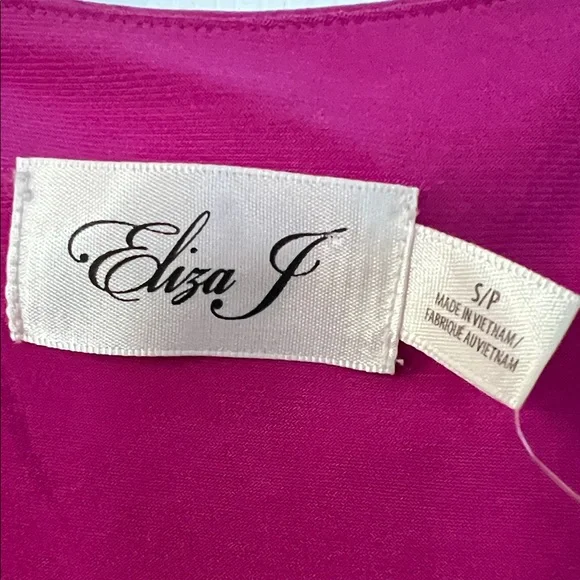 Eliza J
S/P
MADE IN VIETNAM/
FABRIQUÉ AU VIETNAM